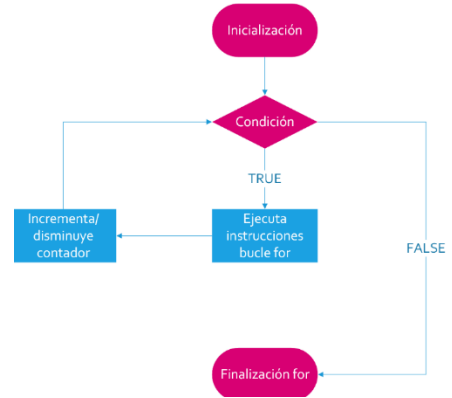 Inicialización
Condición
TRUE
Incrementa/
disminuye
contador
Ejecuta
instrucciones
bucle for
FALSE
Finalización for